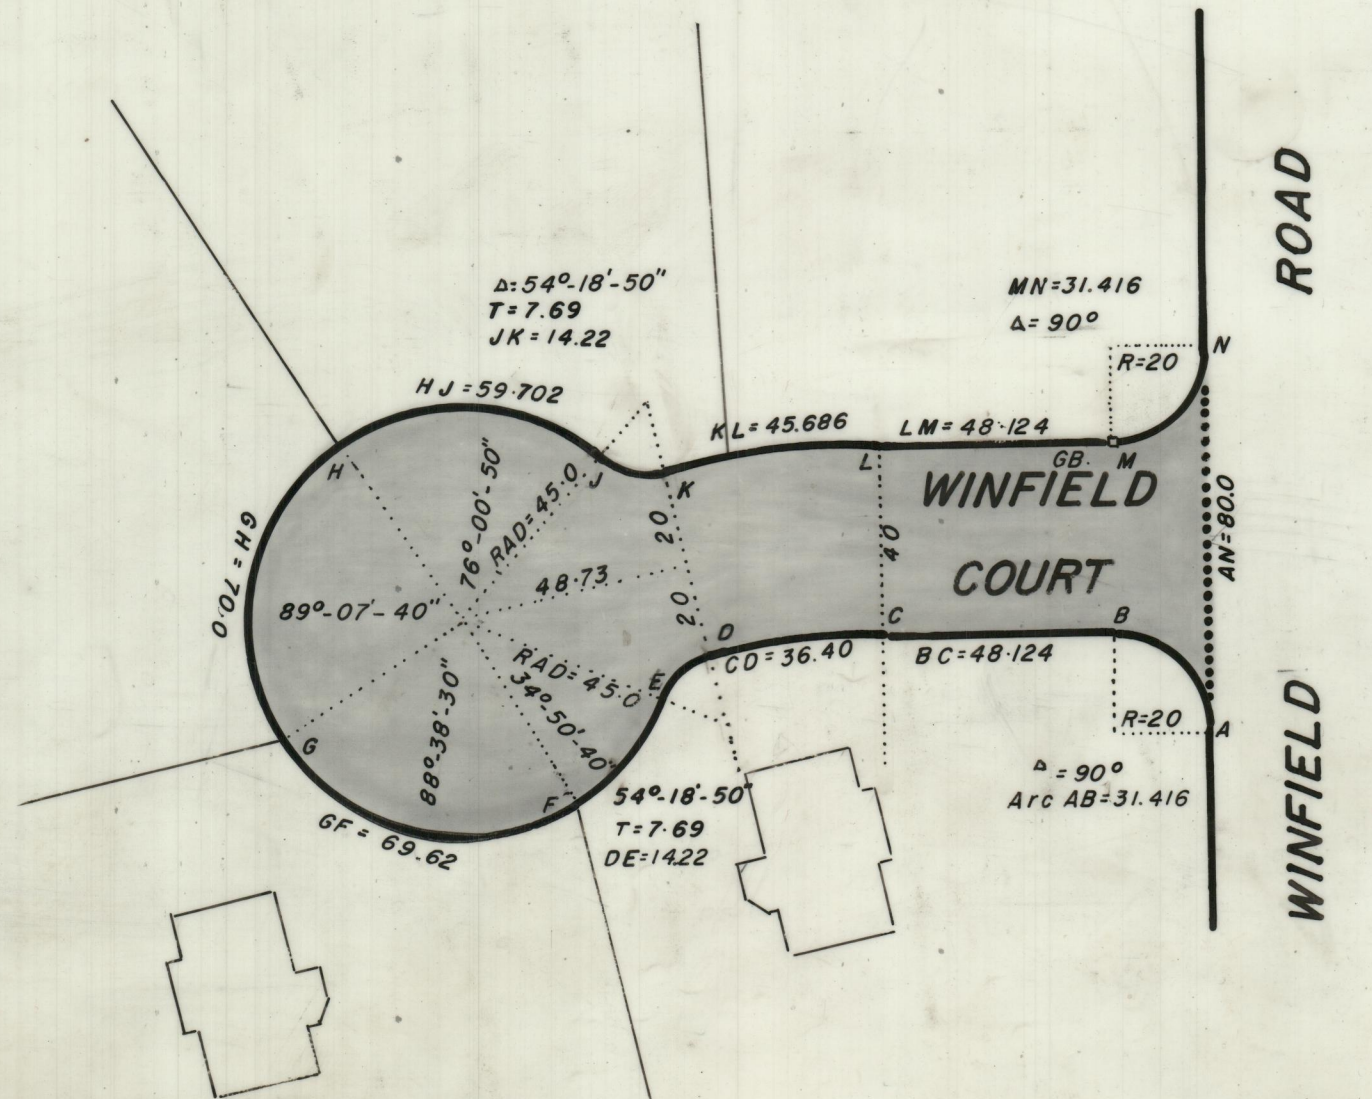 Δ=54°-18'-50"
T=7.69
JK=14.22
MN=31.416
Δ=90°
R=20
N
HJ=59.702
KL=45.686
LM=48.124
GB.
M
L
H
J
K
WINFIELD
COURT
AN=80.0
ROAD
WINFIELD
76°-00'-50"
RAD=45.0
20
40
48.73
20
GH=70.0
89°-07'-40"
D
C
B
CD=36.40
BC=48.124
RAD=45.0
E
34°-50'-40"
88°-38'-30"
G
F
GF=69.62
R=20
A
Δ=90°
Arc AB=31.416
54°-18'-50"
T=7.69
DE=14.22